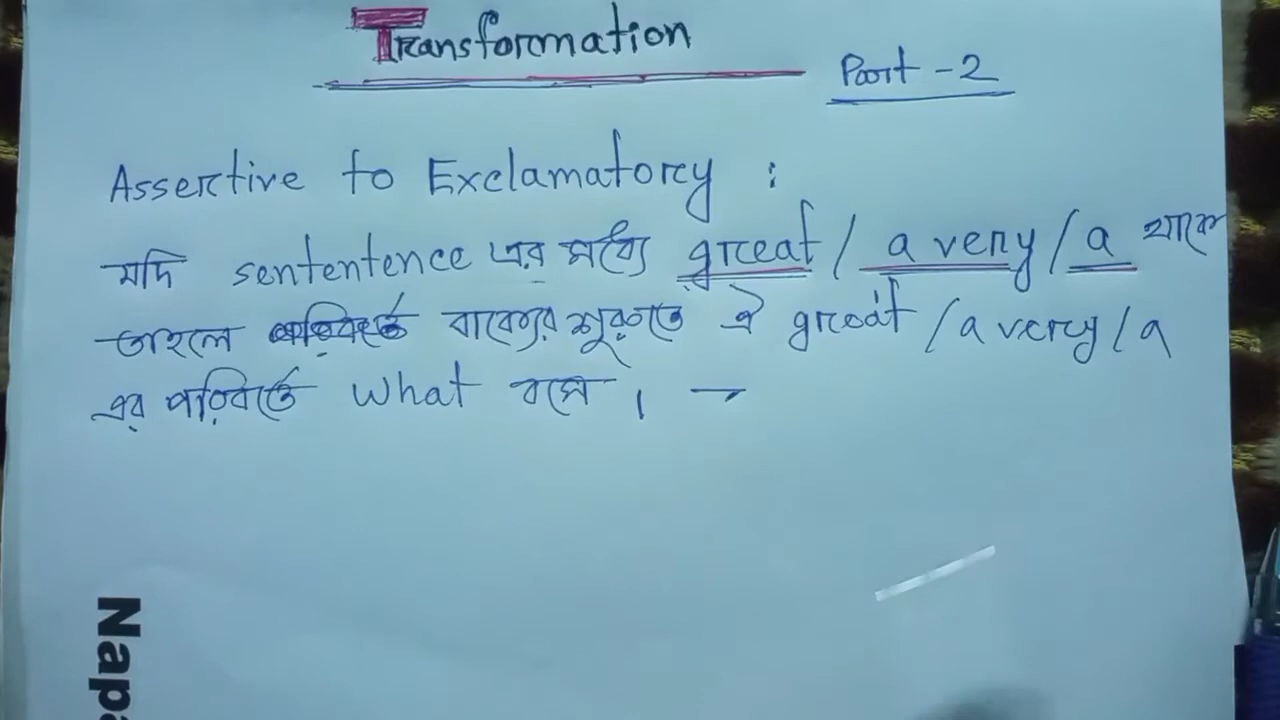 Transformation
Part - 2
Assertive to Exclamatory :
যদি sententence এর মধ্যে great / a very / a থাকে
তাহলে বাক্যের শুরুতে ঐ great / a very / a
এর পরিবর্তে what বসে । →
Napa